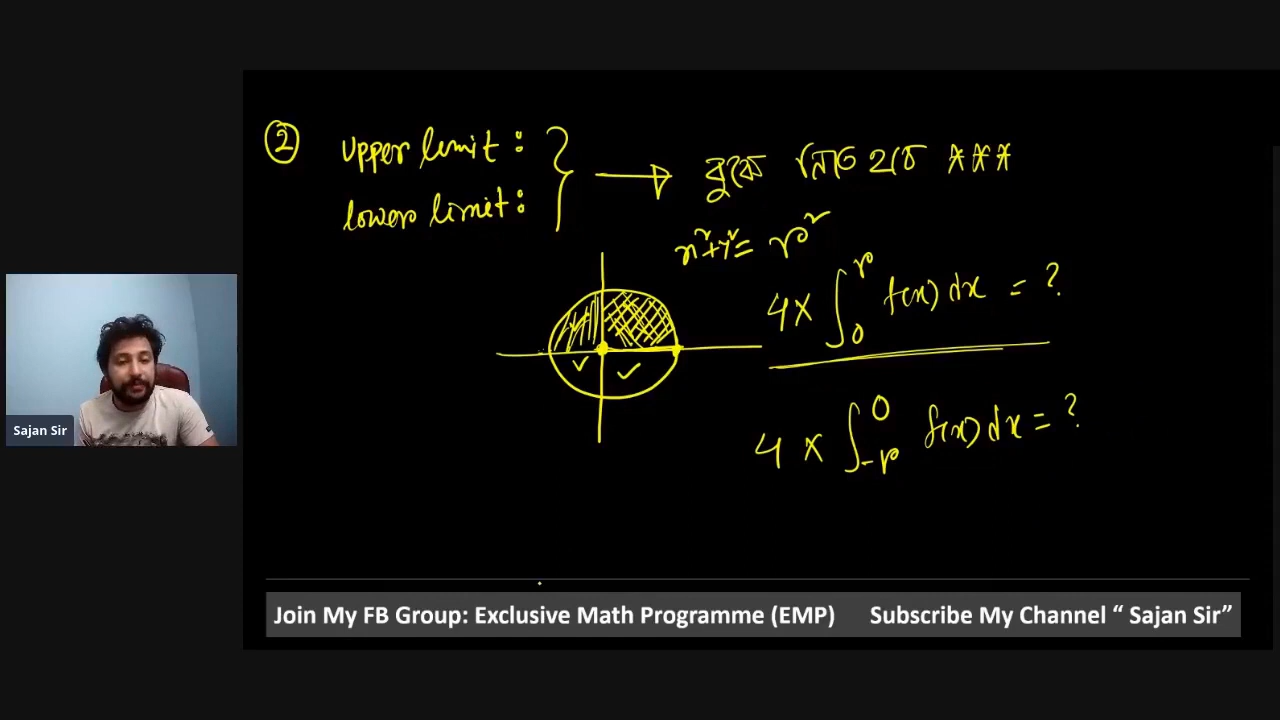 2 Upper limit:
lower limit:
→ বুঝে নিতে হবে ***
x²+y²= r²
4× ∫₀ʳ f(x) dx = ?
4 × ∫₋ᵣ⁰ f(x) dx = ?
Sajan Sir
Join My FB Group: Exclusive Math Programme (EMP) Subscribe My Channel “ Sajan Sir”